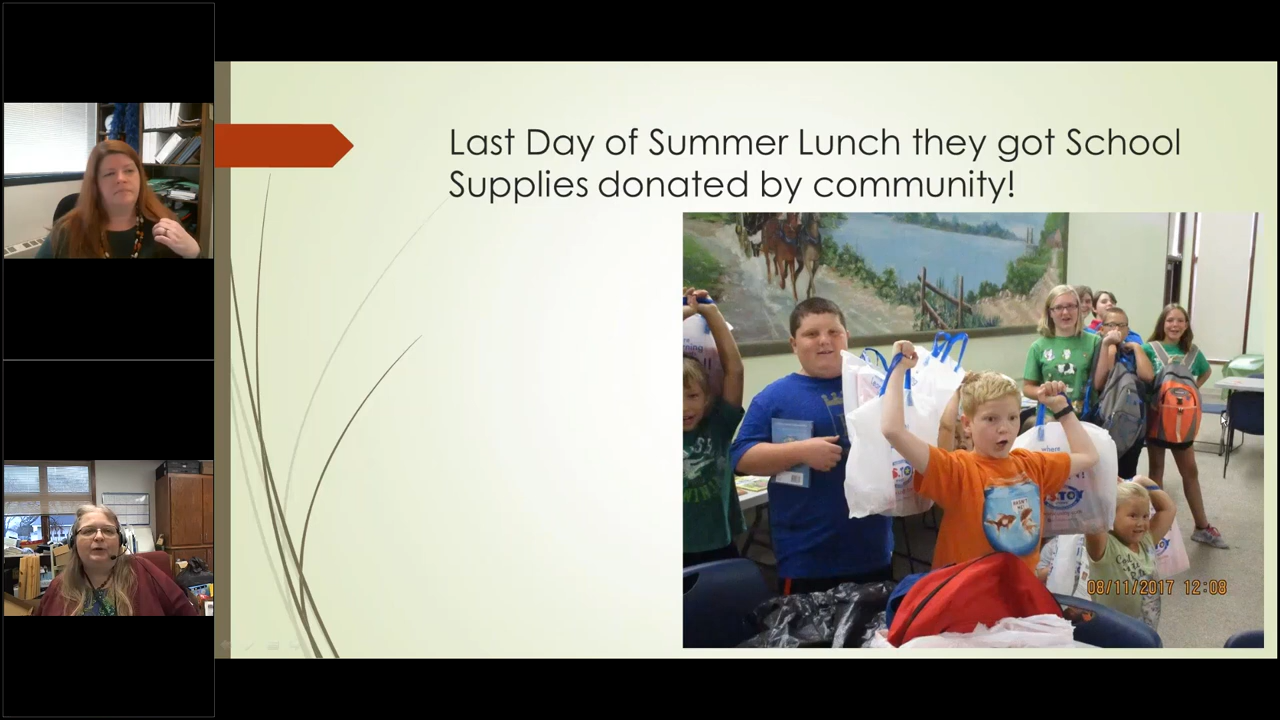 Last Day of Summer Lunch they got School
Supplies donated by community!
08/11/2017 12:08